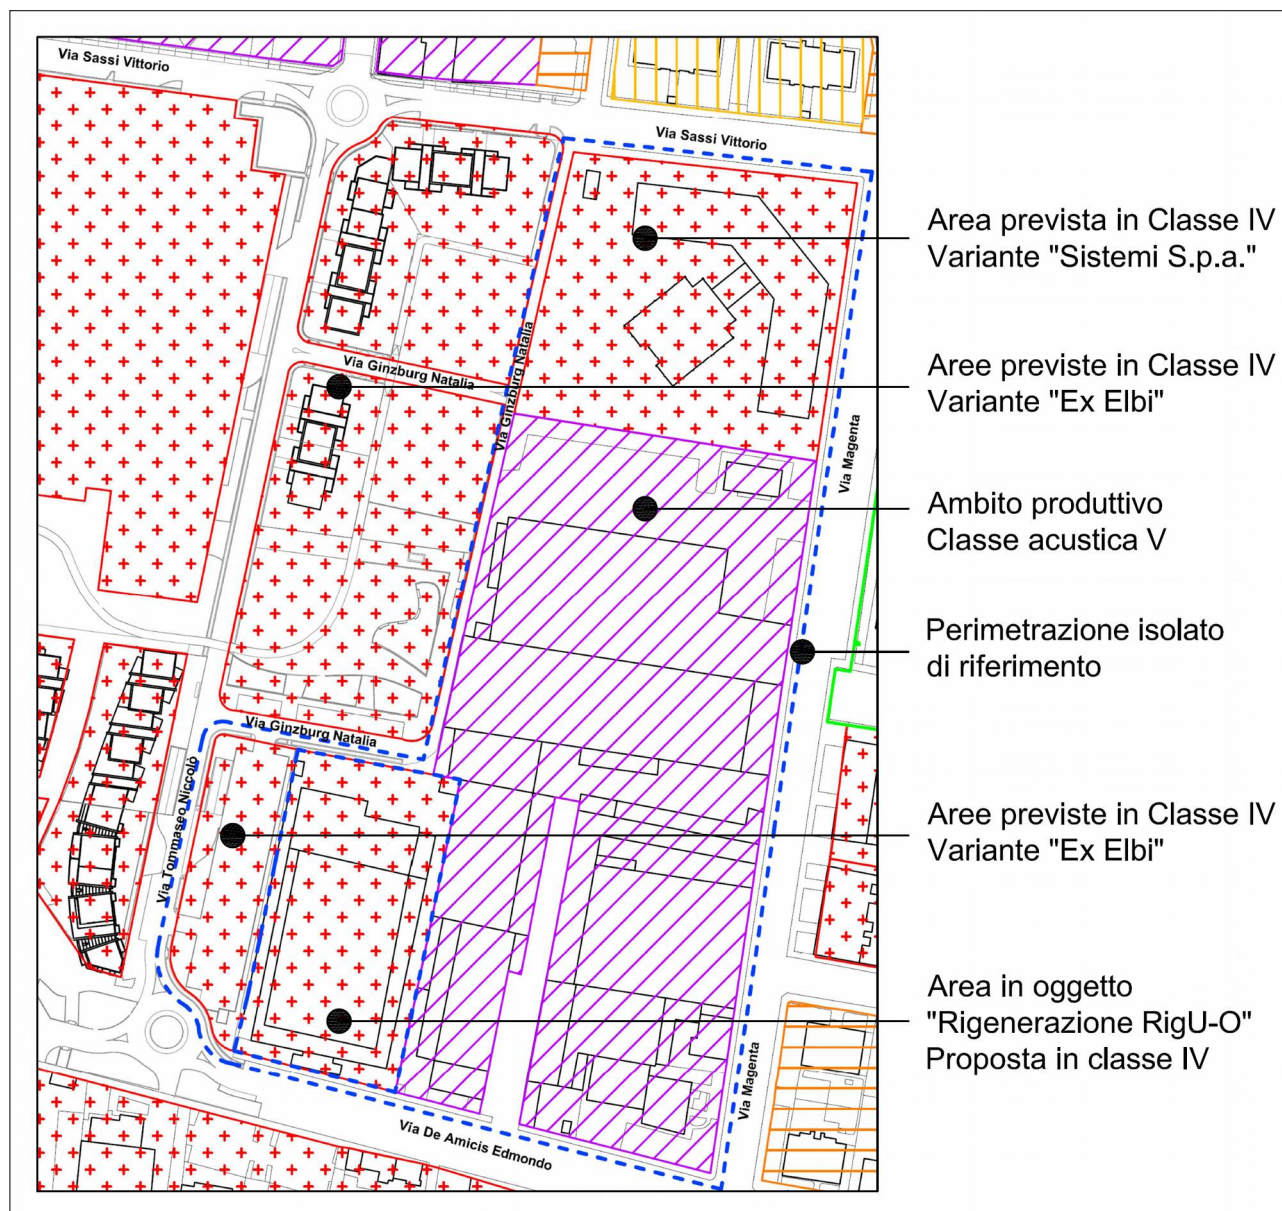 Via Sassi Vittorio
Via Sassi Vittorio
Area prevista in Classe IV
Variante "Sistemi S.p.a."
Via Ginzburg Natalia
Via Ginzburg Natalia
Aree previste in Classe IV
Variante "Ex Elbi"
Via Magenta
Ambito produttivo
Classe acustica V
Perimetrazione isolato
di riferimento
Via Ginzburg Natalia
Via Tommaseo Niccolò
Aree previste in Classe IV
Variante "Ex Elbi"
Area in oggetto
"Rigenerazione RigU-O"
Proposta in classe IV
Via Magenta
Via De Amicis Edmondo